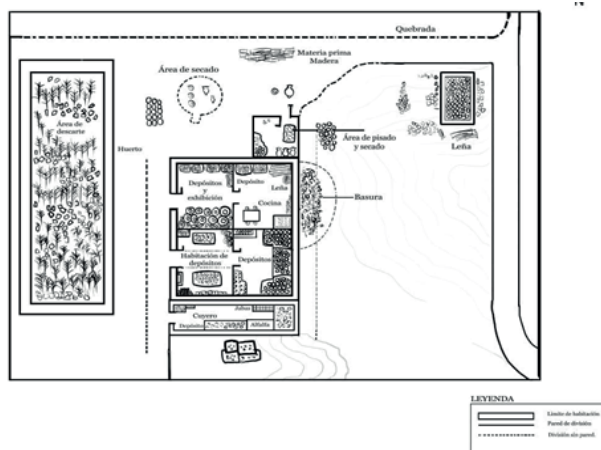 N
Quebrada
Materia prima
Madera
Área de secado
Área de
descarte
Huerto
Área de pisado
y secado
Leña
Depósitos
y
exhibición
Depósito
Leña
Cocina
Basura
Habitación de
depósitos
Depósitos
Cuyero
Jabas
Depósito
Alfalfa
LEYENDA
Límite de habitación
Pared de división
División sin pared.